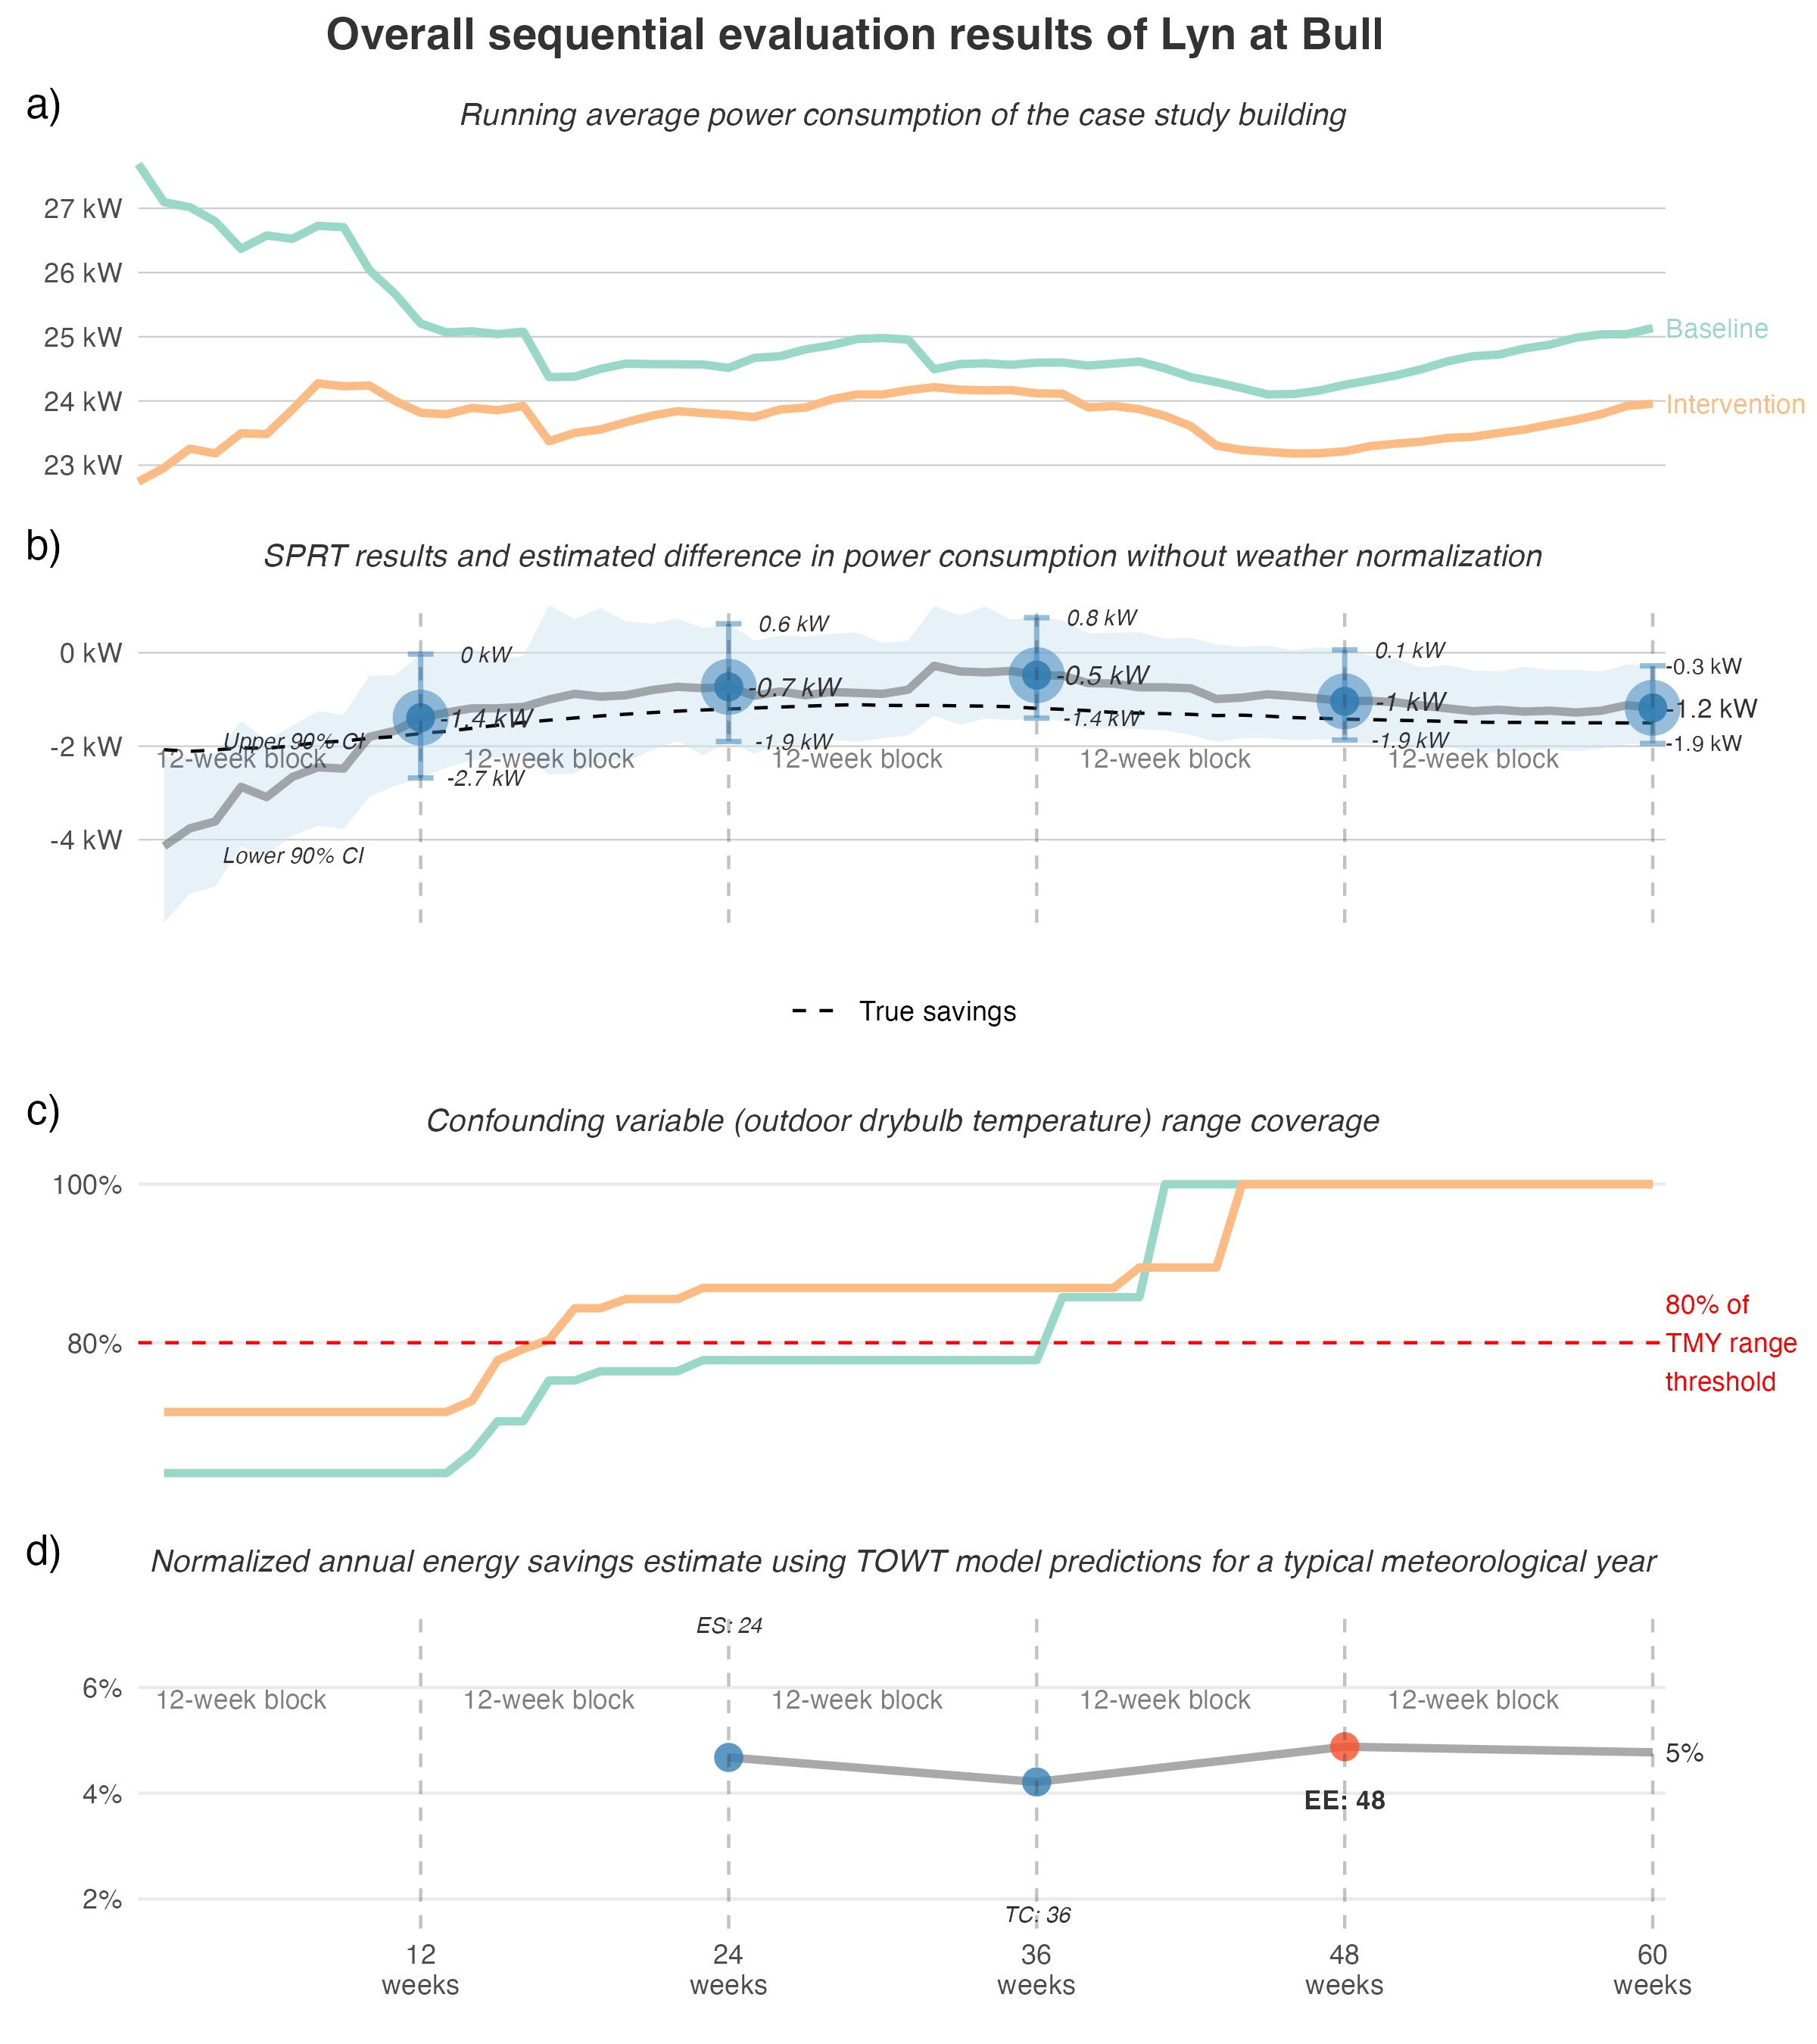 Overall sequential evaluation results of Lyn at Bull
a)
Running average power consumption of the case study building
27 kW
26 kW
25 kW
24 kW
23 kW
Baseline
Intervention
b)
SPRT results and estimated difference in power consumption without weather normalization
0 kW
-2 kW
-4 kW
0 kW
0.6 kW
0.8 kW
0.1 kW
-0.3 kW
-1.4 kW
-0.7 kW
-0.5 kW
-1 kW
-1.2 kW
-2.7 kW
-1.9 kW
-1.4 kW
-1.9 kW
-1.9 kW
Upper 90% CI
12-week block
12-week block
12-week block
12-week block
12-week block
Lower 90% CI
True savings
c)
Confounding variable (outdoor drybulb temperature) range coverage
100%
80%
80% of
TMY range
threshold
d)
Normalized annual energy savings estimate using TOWT model predictions for a typical meteorological year
ES: 24
6%
4%
2%
12-week block
12-week block
12-week block
12-week block
12-week block
5%
EE: 48
TC: 36
12
weeks
24
weeks
36
weeks
48
weeks
60
weeks